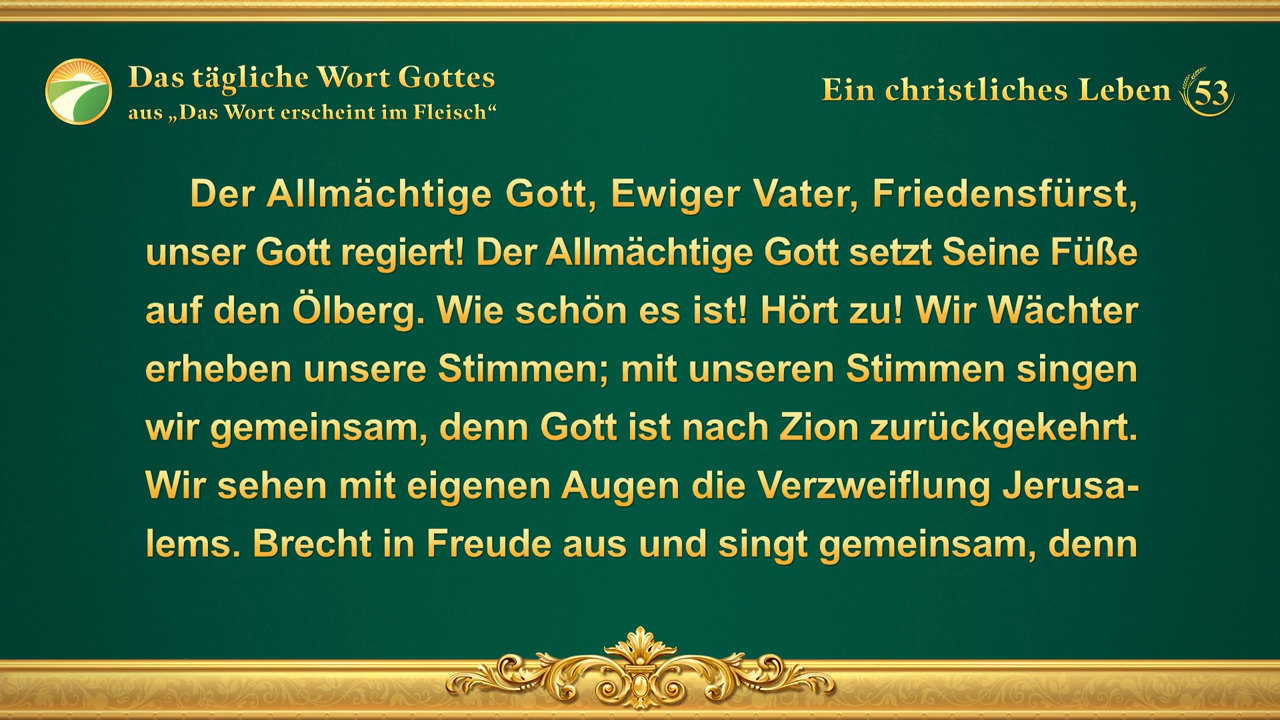 Das tägliche Wort Gottes
aus „Das Wort erscheint im Fleisch“
Ein christliches Leben 53
Der Allmächtige Gott, Ewiger Vater, Friedensfürst,
unser Gott regiert! Der Allmächtige Gott setzt Seine Füße
auf den Ölberg. Wie schön es ist! Hört zu! Wir Wächter
erheben unsere Stimmen; mit unseren Stimmen singen
wir gemeinsam, denn Gott ist nach Zion zurückgekehrt.
Wir sehen mit eigenen Augen die Verzweiflung Jerusa-
lems. Brecht in Freude aus und singt gemeinsam, denn